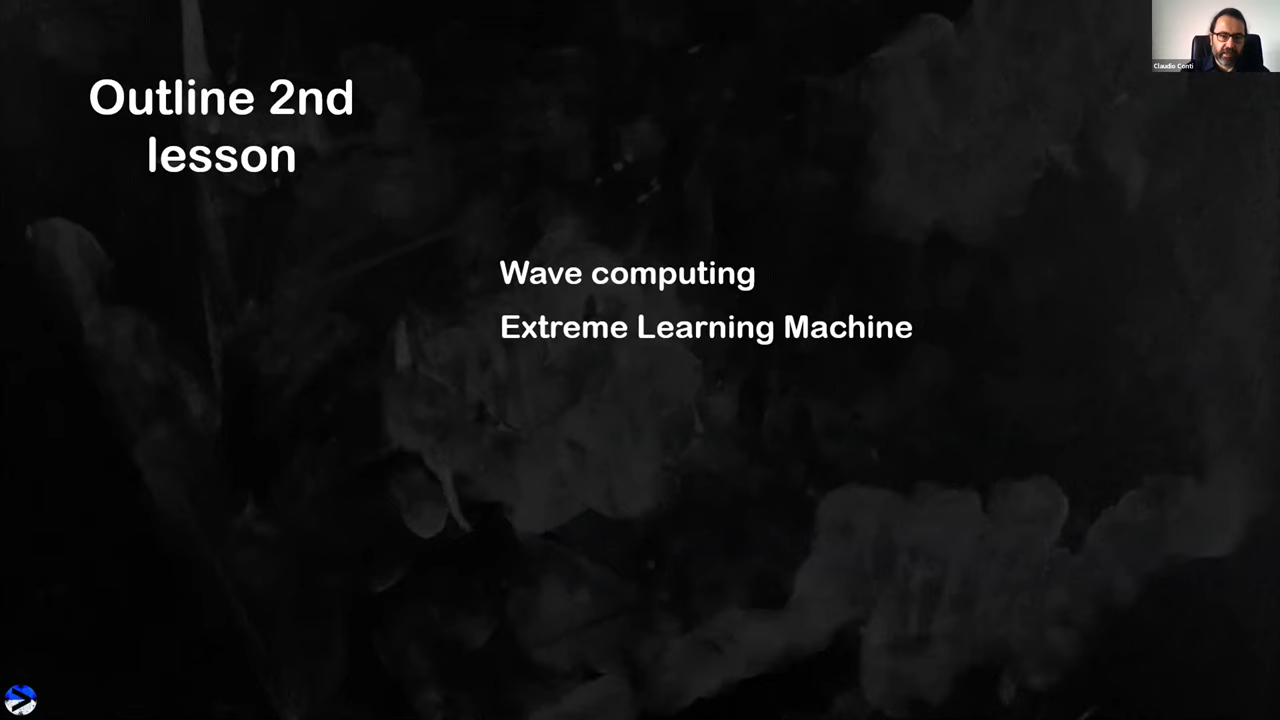 Claudio Conti
Outline 2nd
lesson
Wave computing
Extreme Learning Machine